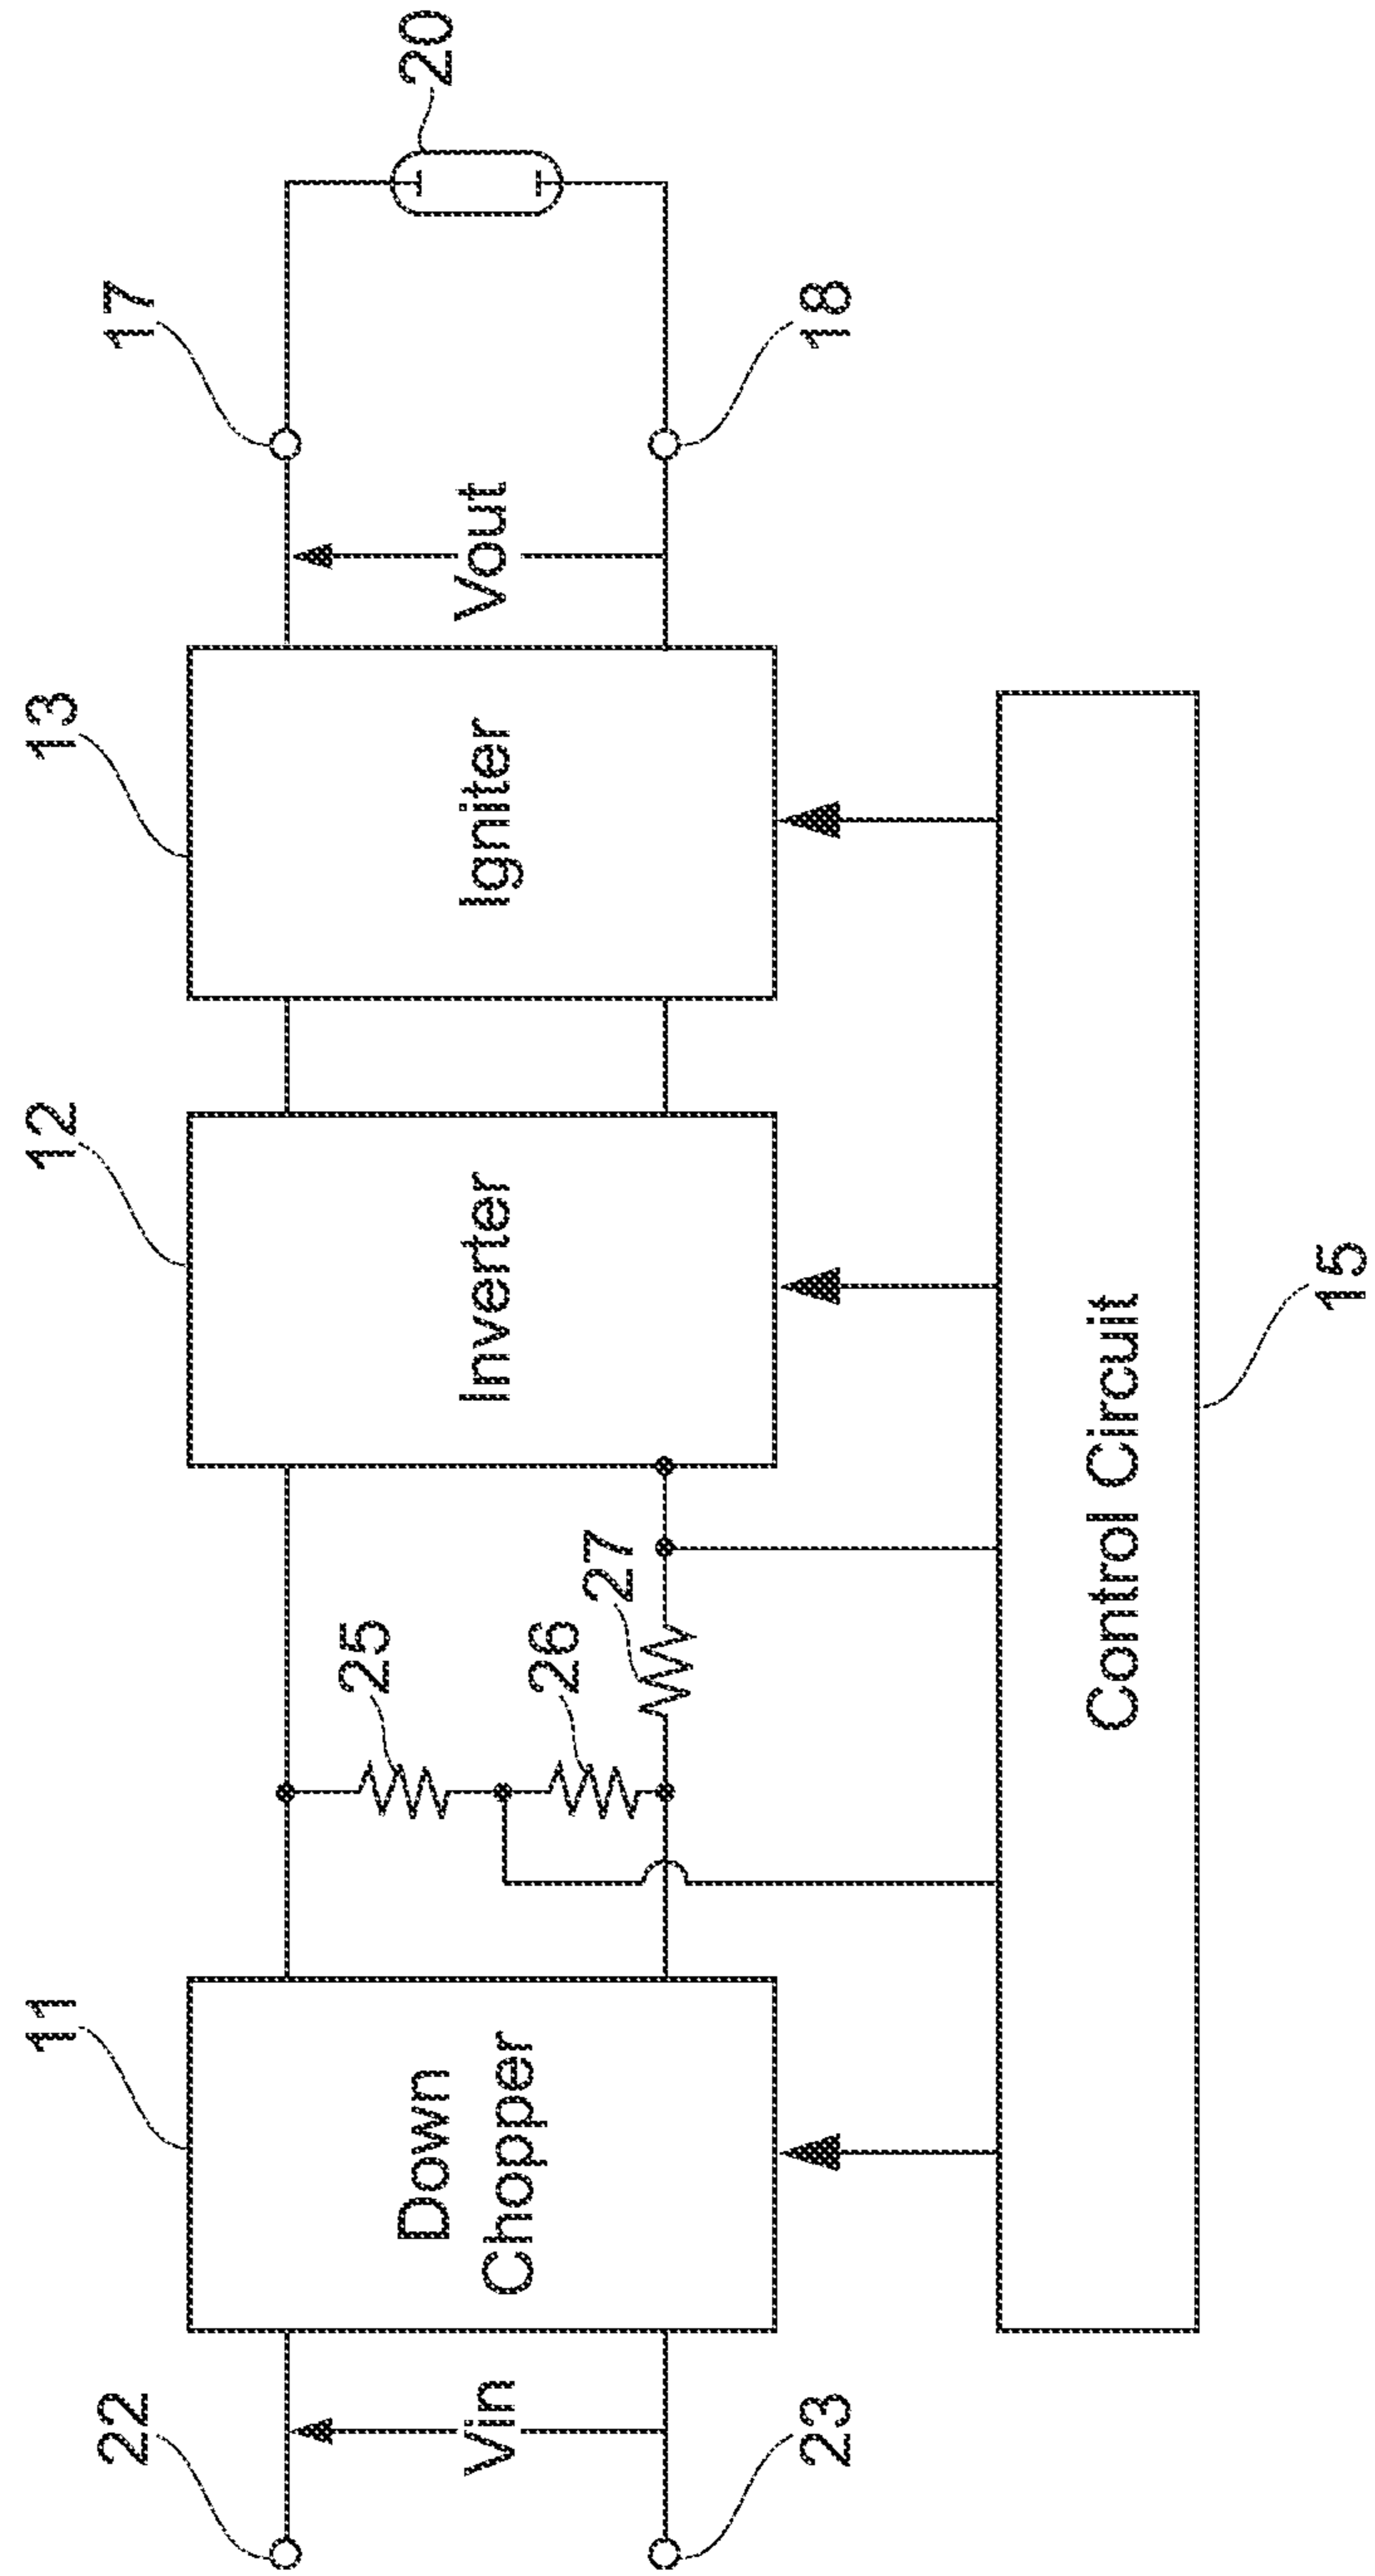 11
12
13
17
20
22
Vin
Down
Chopper
25
26
27
Inverter
Igniter
Vout
23
18
Control Circuit
15